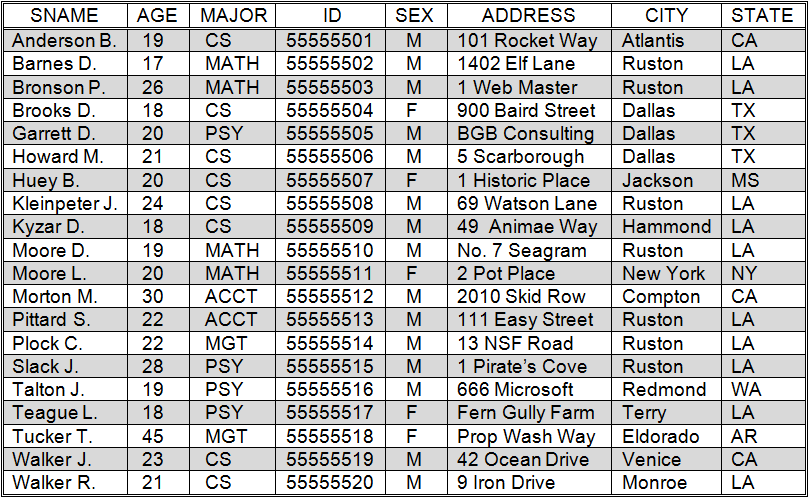 SNAME AGE MAJOR ID SEX ADDRESS CITY STATE
Anderson B. 19 CS 55555501 M 101 Rocket Way Atlantis CA
Barnes D. 17 MATH 55555502 M 1402 Elf Lane Ruston LA
Bronson P. 26 MATH 55555503 M 1 Web Master Ruston LA
Brooks D. 18 CS 55555504 F 900 Baird Street Dallas TX
Garrett D. 20 PSY 55555505 M BGB Consulting Dallas TX
Howard M. 21 CS 55555506 M 5 Scarborough Dallas TX
Huey B. 20 CS 55555507 F 1 Historic Place Jackson MS
Kleinpeter J. 24 CS 55555508 M 69 Watson Lane Ruston LA
Kyzar D. 18 CS 55555509 M 49 Animae Way Hammond LA
Moore D. 19 MATH 55555510 M No. 7 Seagram Ruston LA
Moore L. 20 MATH 55555511 F 2 Pot Place New York NY
Morton M. 30 ACCT 55555512 M 2010 Skid Row Compton CA
Pittard S. 22 ACCT 55555513 M 111 Easy Street Ruston LA
Plock C. 22 MGT 55555514 M 13 NSF Road Ruston LA
Slack J. 28 PSY 55555515 M 1 Pirate’s Cove Ruston LA
Talton J. 19 PSY 55555516 M 666 Microsoft Redmond WA
Teague L. 18 PSY 55555517 F Fern Gully Farm Terry LA
Tucker T. 45 MGT 55555518 F Prop Wash Way Eldorado AR
Walker J. 23 CS 55555519 M 42 Ocean Drive Venice CA
Walker R. 21 CS 55555520 M 9 Iron Drive Monroe LA